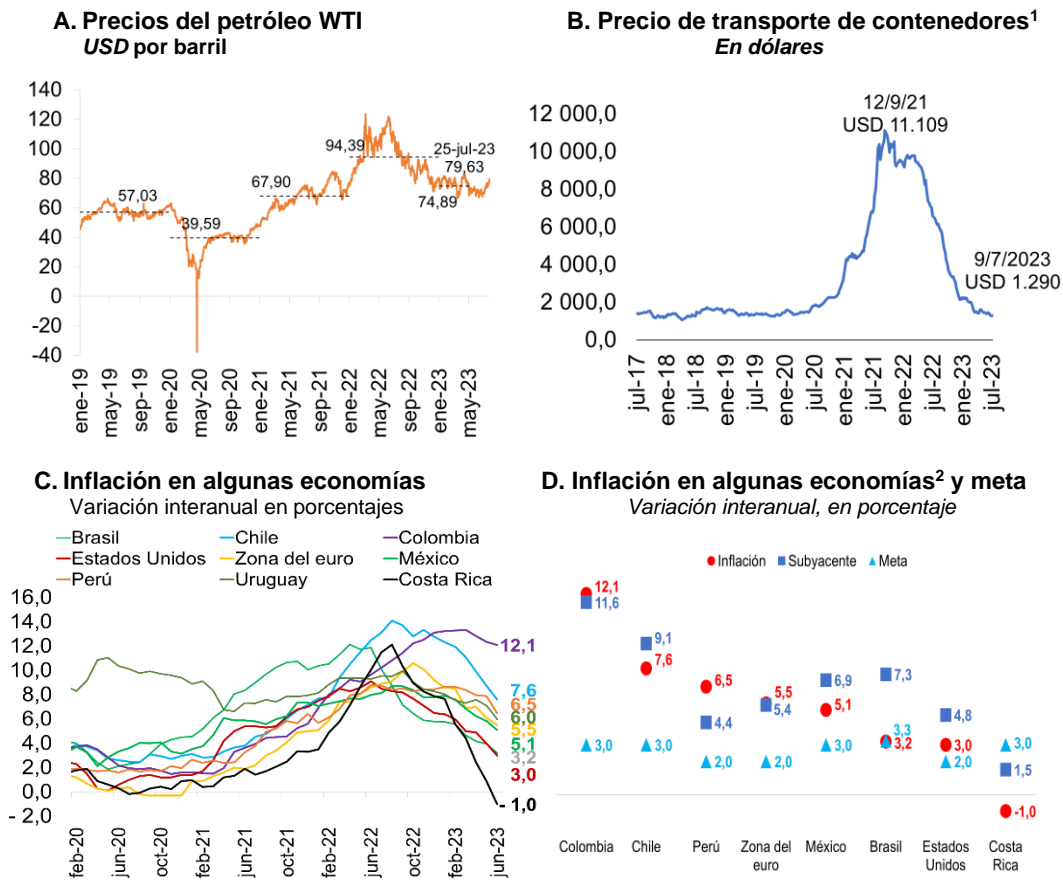 A. Precios del petróleo WTI
USD por barril
140
120
100
80
60
40
20
0
-20
-40
57,03
39,59
67,90
94,39
25-jul-23
79,63
74,89
ene-19
may-19
sep-19
ene-20
may-20
sep-20
ene-21
may-21
sep-21
ene-22
may-22
sep-22
ene-23
may-23
B. Precio de transporte de contenedores1
En dólares
12 000,0
10 000,0
8 000,0
6 000,0
4 000,0
2 000,0
0,0
12/9/21
USD 11.109
9/7/2023
USD 1.290
jul-17
ene-18
jul-18
ene-19
jul-19
ene-20
jul-20
ene-21
jul-21
ene-22
jul-22
ene-23
jul-23
C. Inflación en algunas economías
Variación interanual en porcentajes
Brasil
Chile
Colombia
Estados Unidos
Zona del euro
México
Perú
Uruguay
Costa Rica
16,0
14,0
12,0
10,0
8,0
6,0
4,0
2,0
0,0
- 2,0
12,1
7,6
6,5
6,0
5,5
5,1
3,2
3,0
- 1,0
feb-20
jun-20
oct-20
feb-21
jun-21
oct-21
feb-22
jun-22
oct-22
feb-23
jun-23
D. Inflación en algunas economías2 y meta
Variación interanual, en porcentaje
Inflación
Subyacente
Meta
12,1
11,6
3,0
9,1
7,6
3,0
6,5
4,4
2,0
5,5
5,4
2,0
6,9
5,1
3,0
7,3
3,3
3,2
4,8
3,0
2,0
3,0
1,5
-1,0
Colombia
Chile
Perú
Zona del
euro
México
Brasil
Estados
Unidos
Costa
Rica